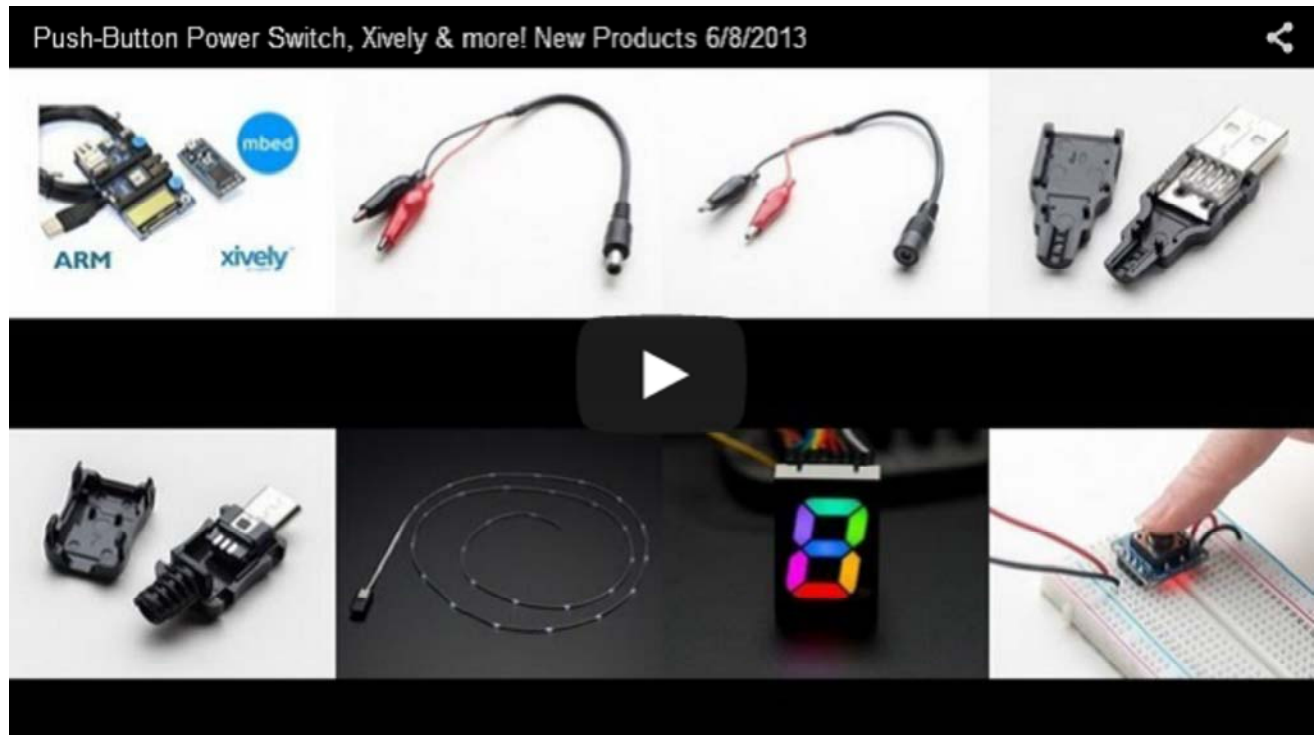 Push-Button Power Switch, Xively & more! New Products 6/8/2013
mbed
ARM
xively